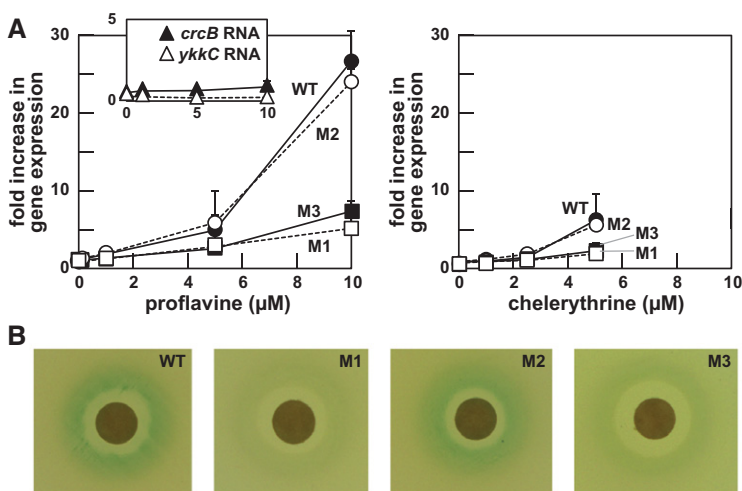 A
fold increase in
gene expression
30
20
10
0
0
2
4
6
8
10
proflavine (µM)
5
0
0
5
10
crcB RNA
ykkC RNA
WT
M2
M3
M1
fold increase in
gene expression
30
20
10
0
0
2
4
6
8
10
chelerythrine (µM)
WT
M2
M3
M1
B
WT
M1
M2
M3